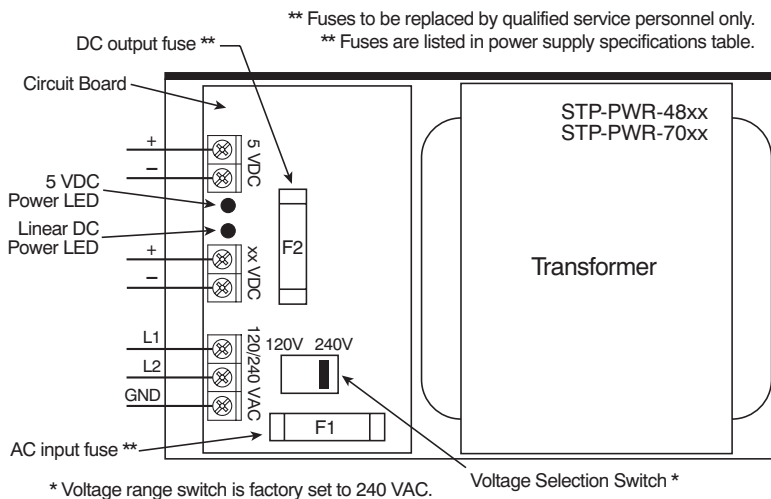 ** Fuses to be replaced by qualified service personnel only.
** Fuses are listed in power supply specifications table.
DC output fuse **
Circuit Board
STP-PWR-48xx
STP-PWR-70xx
+
–
5 VDC
5 VDC
Power LED
Linear DC
Power LED
F2
+
–
xx VDC
Transformer
L1
L2
GND
120/240 VAC
120V 240V
F1
AC input fuse **
Voltage Selection Switch *
* Voltage range switch is factory set to 240 VAC.